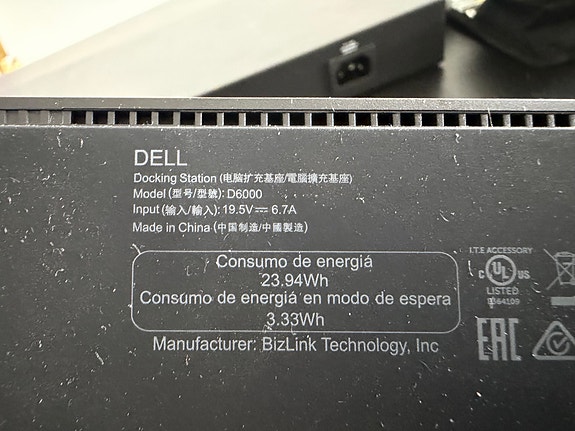 DELL
Docking Station (电脑扩充基座/電腦擴充基座)
Model (型号/型號): D6000
Input (输入/輸入): 19.5V⎓ 6.7A
Made in China (中国制造/中國製造)
Consumo de energiá
23.94Wh
Consumo de energiá en modo de espera
3.33Wh
Manufacturer: BizLink Technology, Inc
I.T.E ACCESSORY
C UL US
LISTED
E364109
EAC